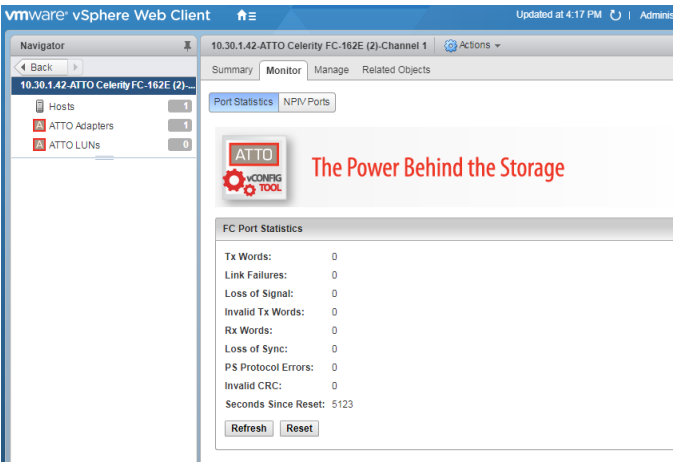 vmware® vSphere Web Client
Updated at 4:17 PM | Adminis
Navigator
Back
10.30.1.42-ATTO Celerity FC-162E (2)-...
Hosts 1
ATTO Adapters 1
ATTO LUNs 0
10.30.1.42-ATTO Celerity FC-162E (2)-Channel 1 Actions
Summary Monitor Manage Related Objects
Port Statistics NPIV Ports
ATTO
vCONFIG
TOOL
The Power Behind the Storage
FC Port Statistics
Tx Words: 0
Link Failures: 0
Loss of Signal: 0
Invalid Tx Words: 0
Rx Words: 0
Loss of Sync: 0
PS Protocol Errors: 0
Invalid CRC: 0
Seconds Since Reset: 5123
Refresh Reset